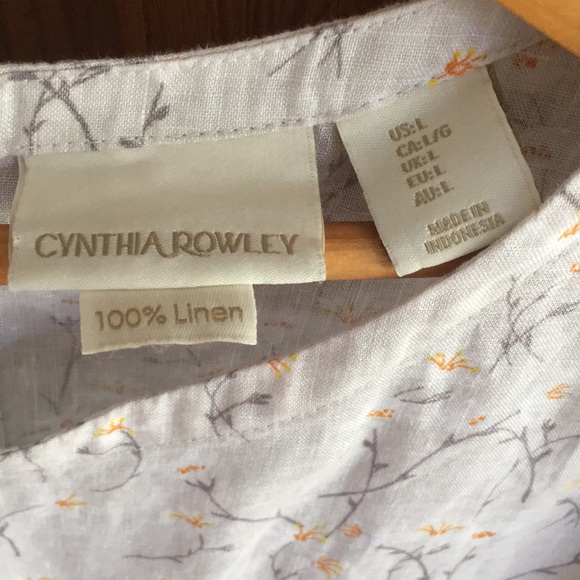 CYNTHIA ROWLEY
100% Linen
US: L
CA: L/G
UK: L
EU: L
AU: L
MADE IN
INDONESIA